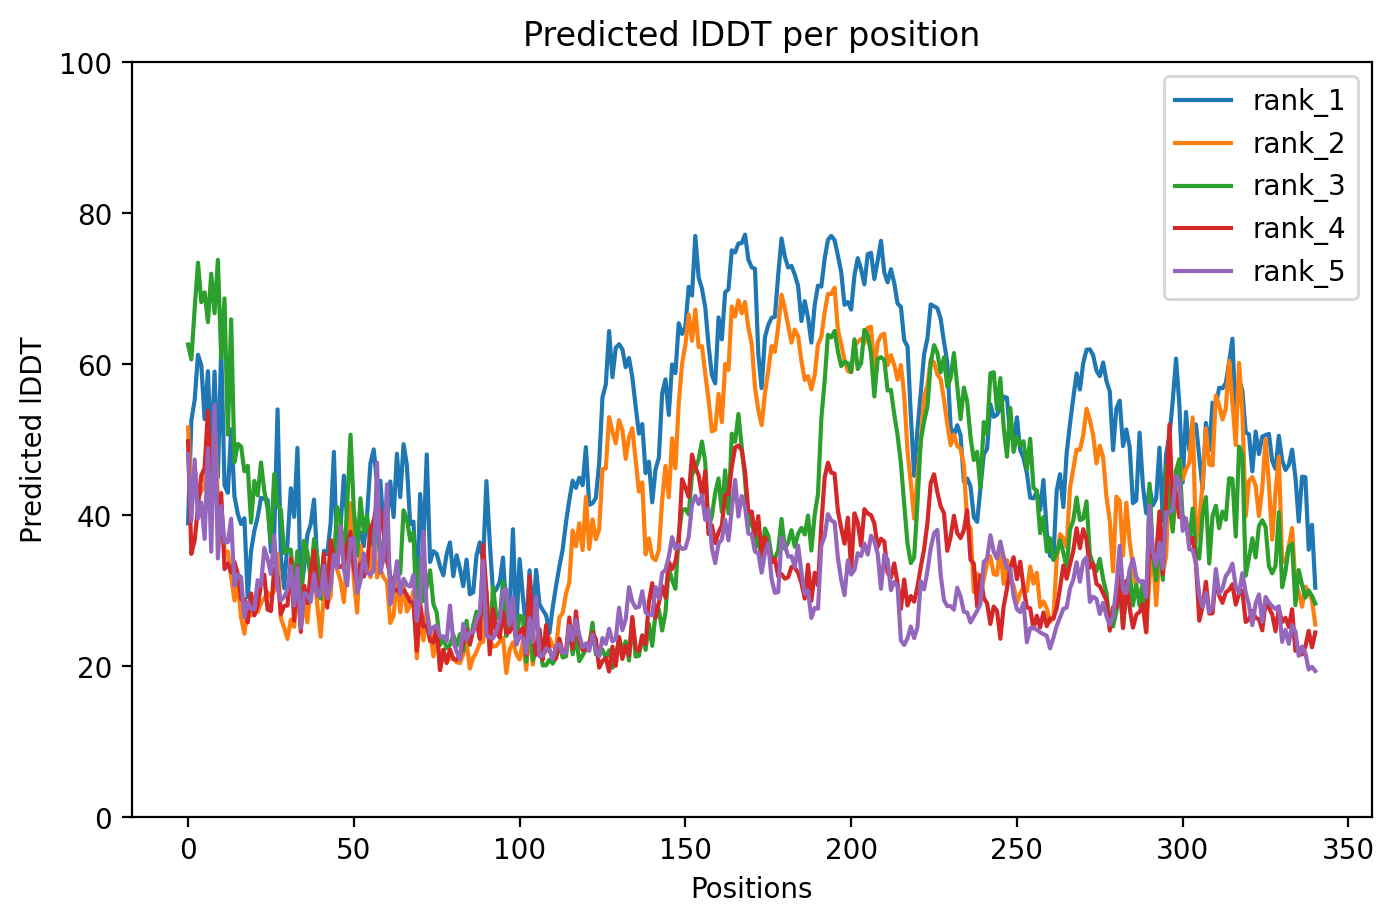 Predicted lDDT per position
100
80
60
40
20
0
Predicted lDDT
rank_1
rank_2
rank_3
rank_4
rank_5
0 50 100 150 200 250 300 350
Positions